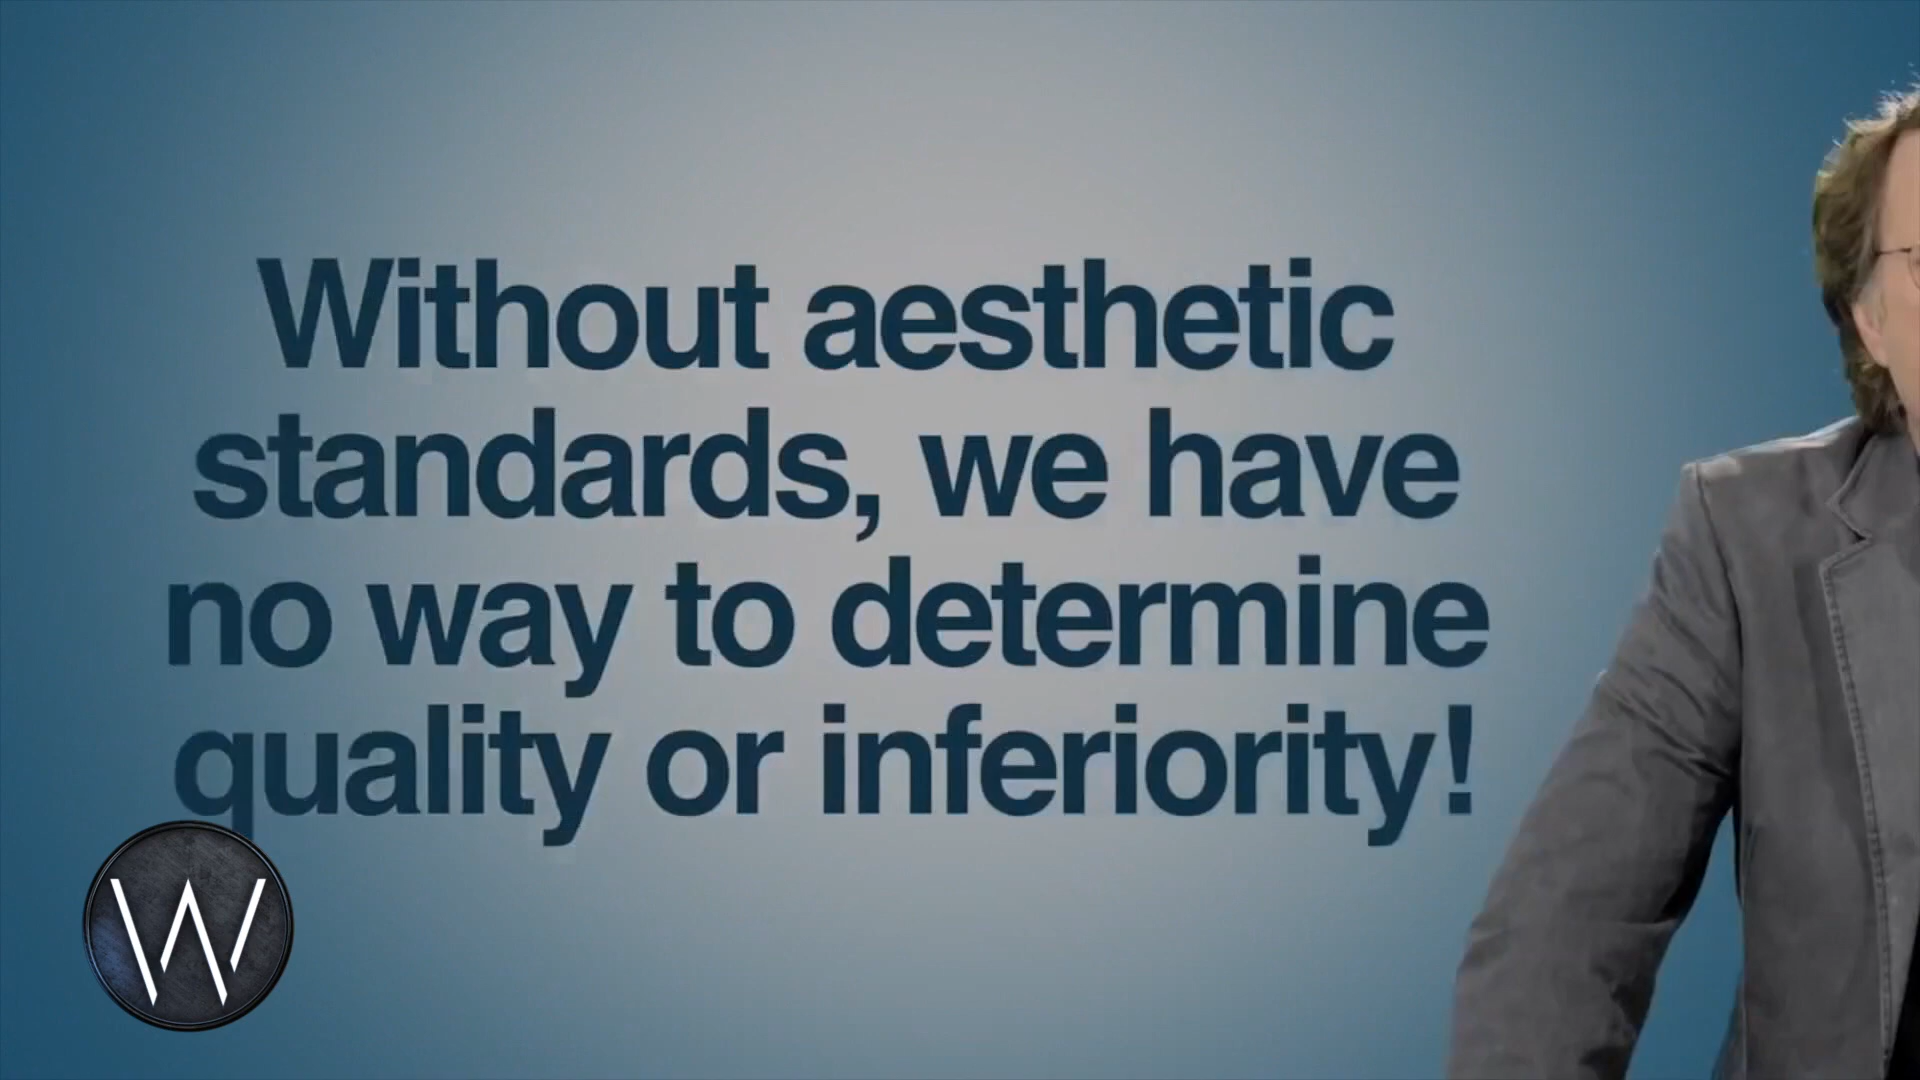 Without aesthetic
standards, we have
no way to determine
quality or inferiority!
W